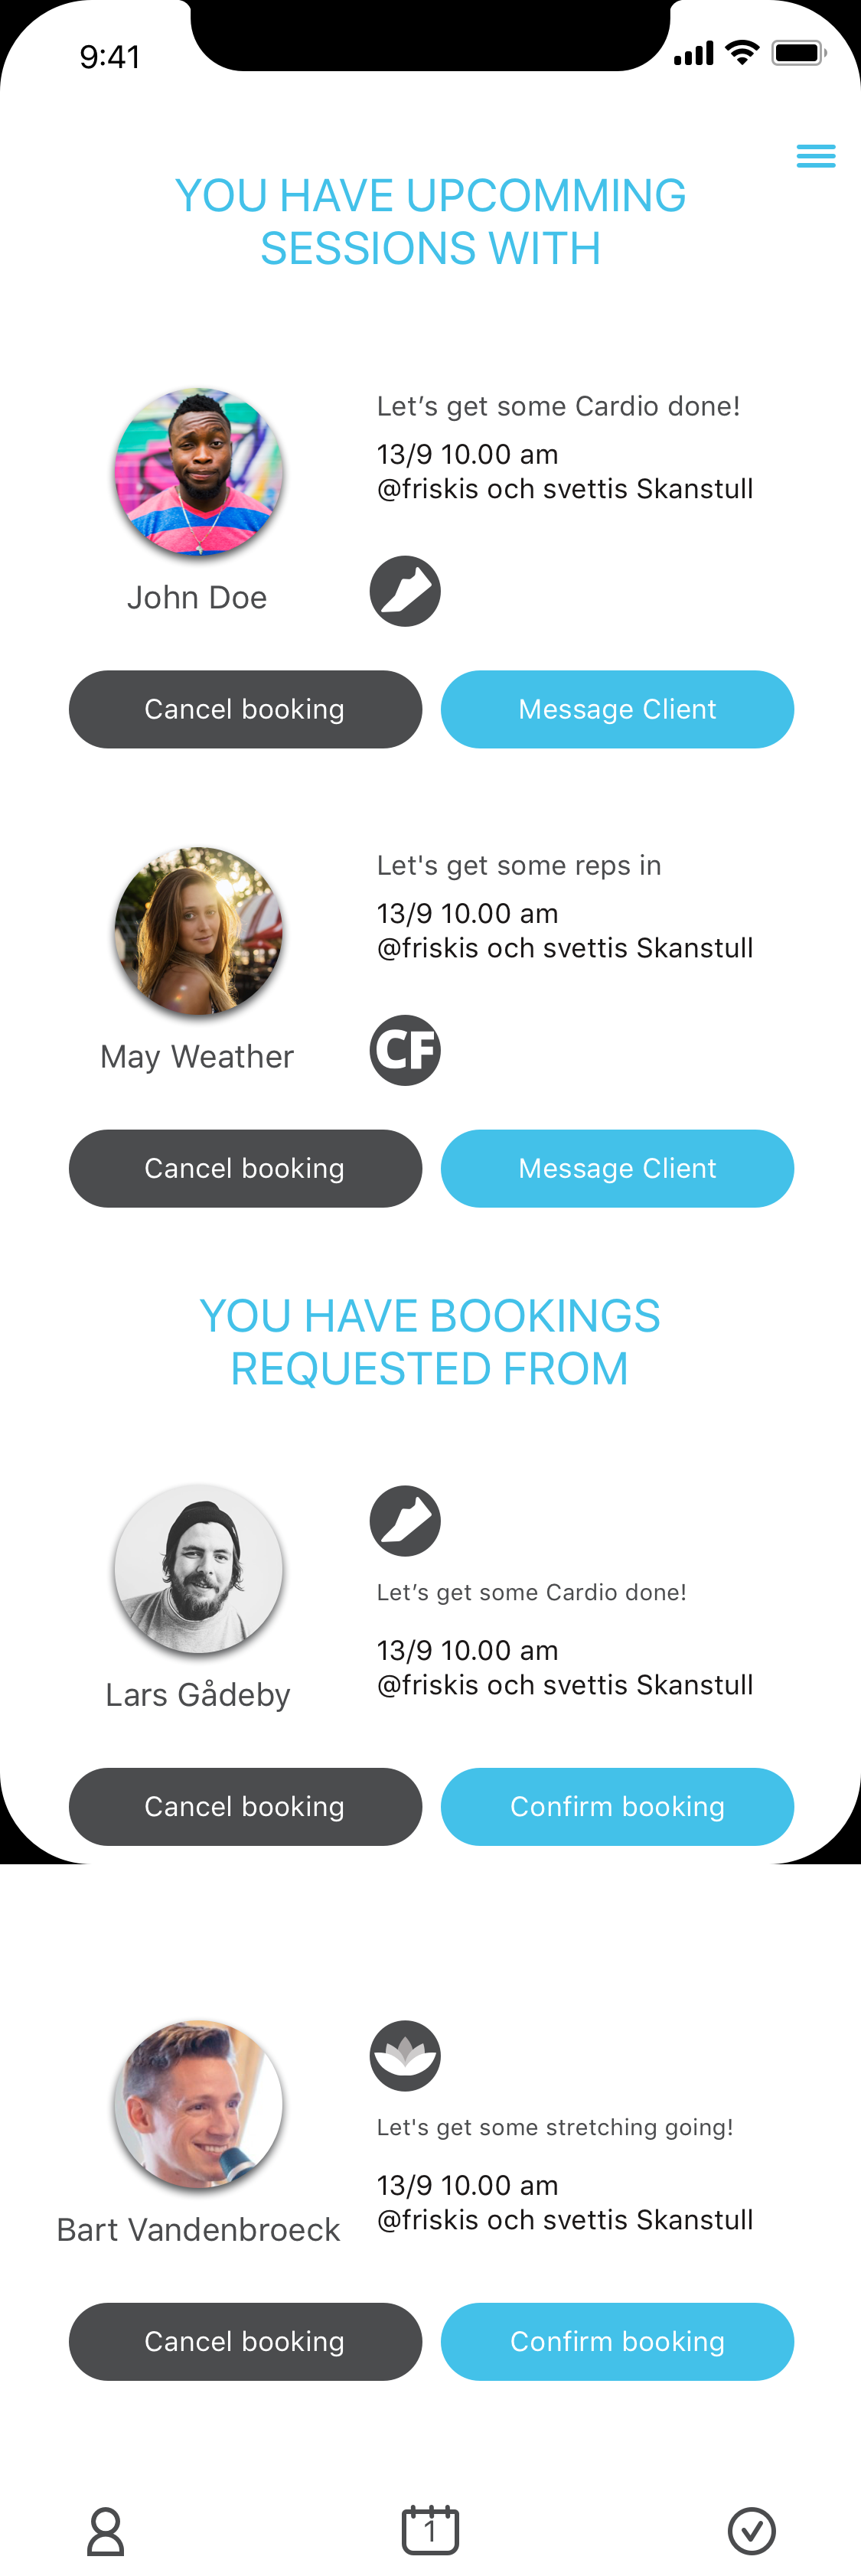 9:41
YOU HAVE UPCOMMING
SESSIONS WITH
Let’s get some Cardio done!
13/9 10.00 am
@friskis och svettis Skanstull
John Doe
Cancel booking
Message Client
Let's get some reps in
13/9 10.00 am
@friskis och svettis Skanstull
May Weather
CF
Cancel booking
Message Client
YOU HAVE BOOKINGS
REQUESTED FROM
Let’s get some Cardio done!
13/9 10.00 am
@friskis och svettis Skanstull
Lars Gådeby
Cancel booking
Confirm booking
Let's get some stretching going!
13/9 10.00 am
@friskis och svettis Skanstull
Bart Vandenbroeck
Cancel booking
Confirm booking
1